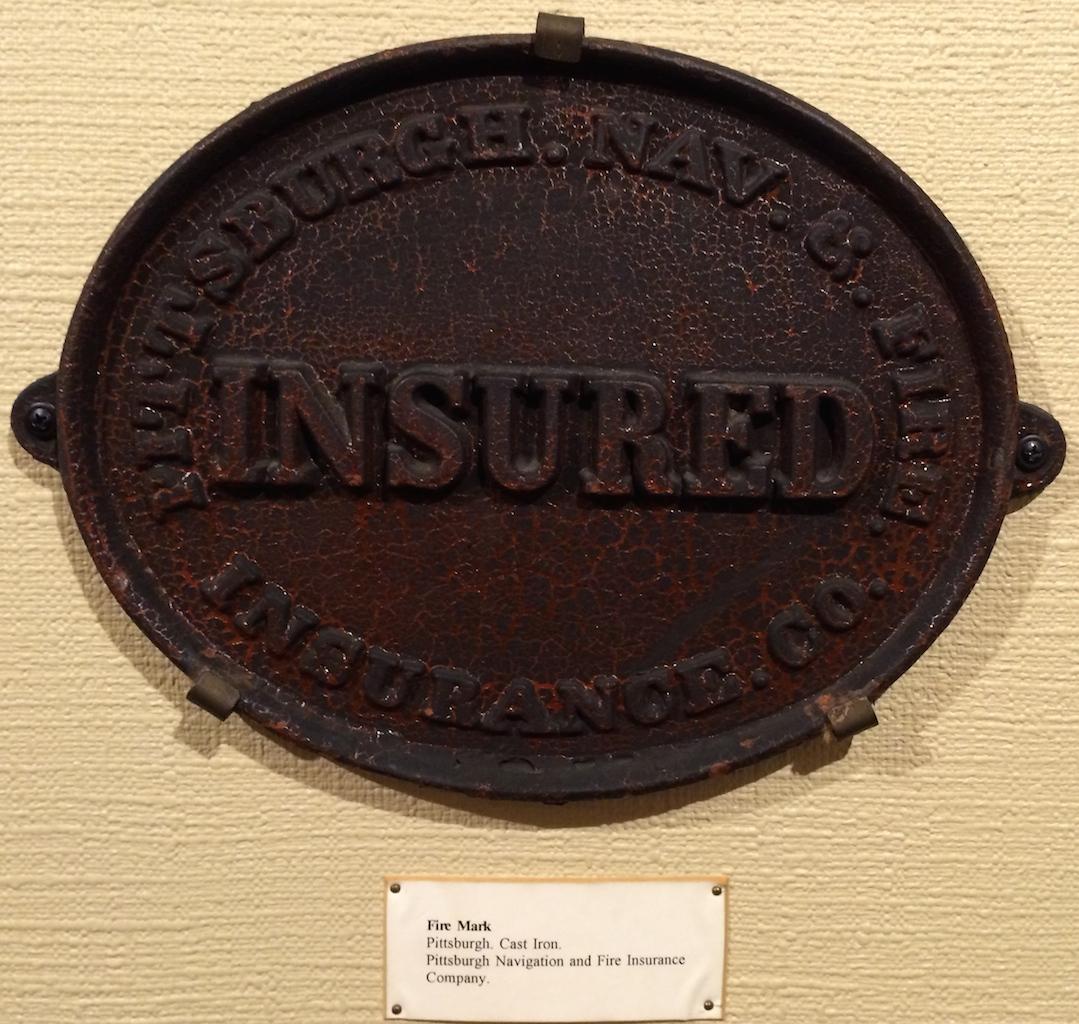 PITTSBURGH. NAV. &. FIRE.
INSURED
INSURANCE. CO.
Fire Mark
Pittsburgh. Cast Iron.
Pittsburgh Navigation and Fire Insurance
Company.